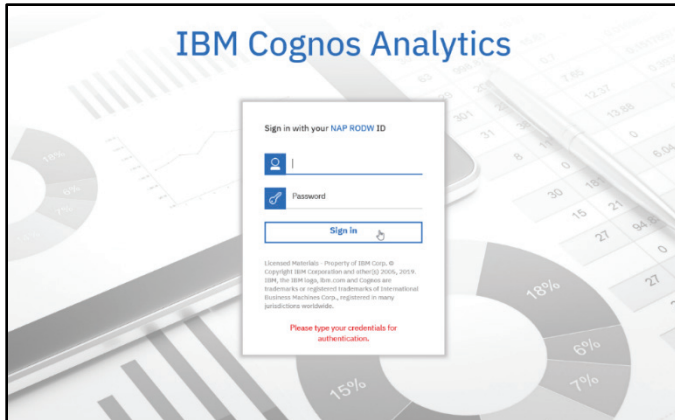 IBM Cognos Analytics
Sign in with your NAP RODW ID
Password
Sign in
Licensed Materials - Property of IBM Corp. ©
Copyright IBM Corporation and other(s) 2005, 2019.
IBM, the IBM logo, ibm.com and Cognos are
trademarks or registered trademarks of International
Business Machines Corp., registered in many
jurisdictions worldwide.
Please type your credentials for
authentication.
18%
6%
7%
15%